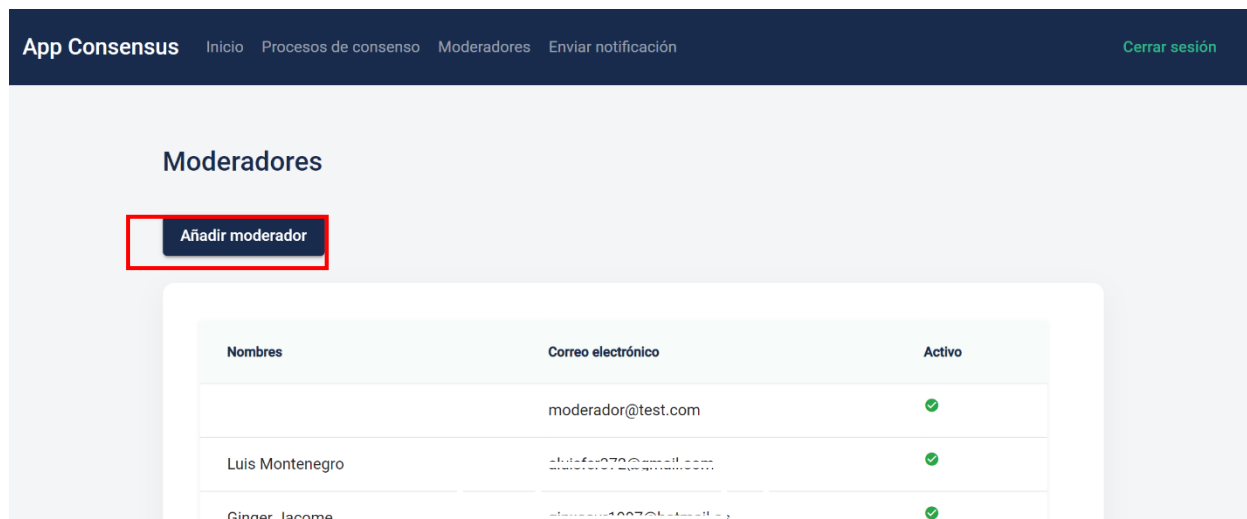 App Consensus Inicio Procesos de consenso Moderadores Enviar notificación Cerrar sesión
Moderadores
Añadir moderador
Nombres Correo electrónico Activo
moderador@test.com
Luis Montenegro
Ginger Jacome